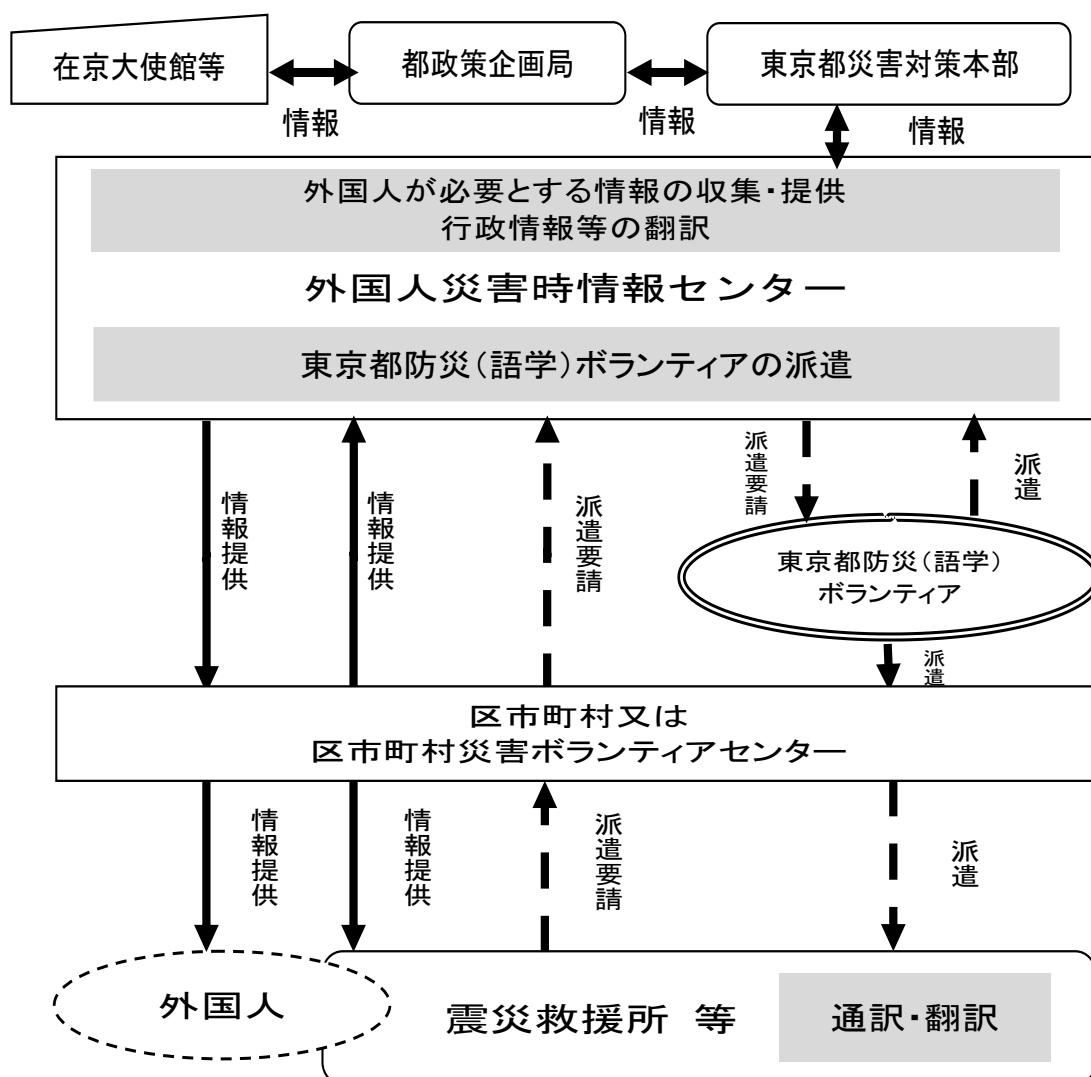 在京大使館等
都政策企画局
東京都災害対策本部
情報
情報
情報
外国人が必要とする情報の収集・提供
行政情報等の翻訳
外国人災害時情報センター
東京都防災(語学)ボランティアの派遣
情報提供
情報提供
派遣要請
派遣要請
派遣
東京都防災(語学)
ボランティア
派遣
区市町村又は
区市町村災害ボランティアセンター
情報提供
情報提供
派遣要請
派遣
外国人
震災救援所 等
通訳・翻訳